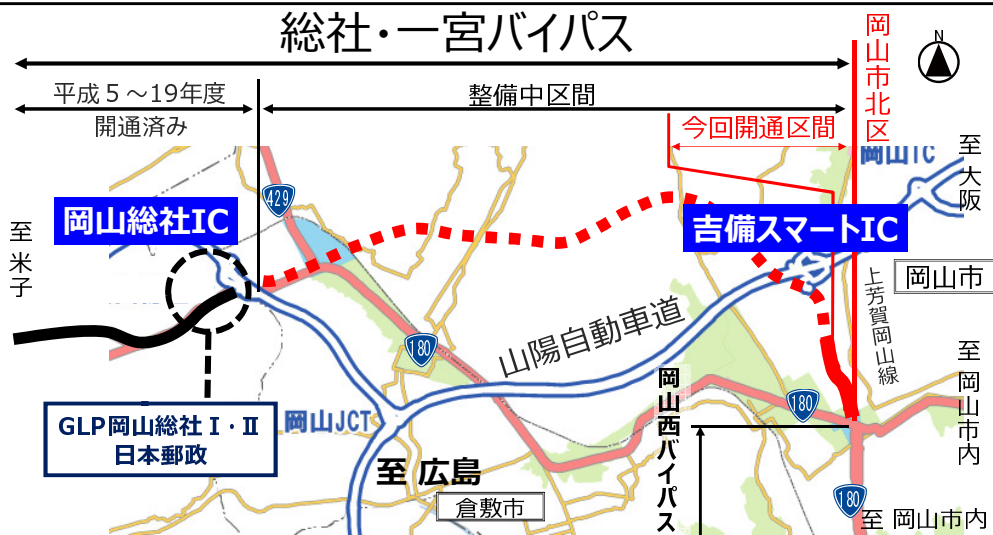 総社・一宮バイパス
岡山市北区
N
平成５～19年度
開通済み
整備中区間
今回開通区間
岡山TC
至大阪
429
岡山総社IC
吉備スマートIC
至米子
岡山市
上芳賀岡山線
山陽自動車道
180
至岡山市内
岡山西バイパス
180
GLP岡山総社Ⅰ・Ⅱ
日本郵政
岡山JCT
至 広島
倉敷市
180
至 岡山市内